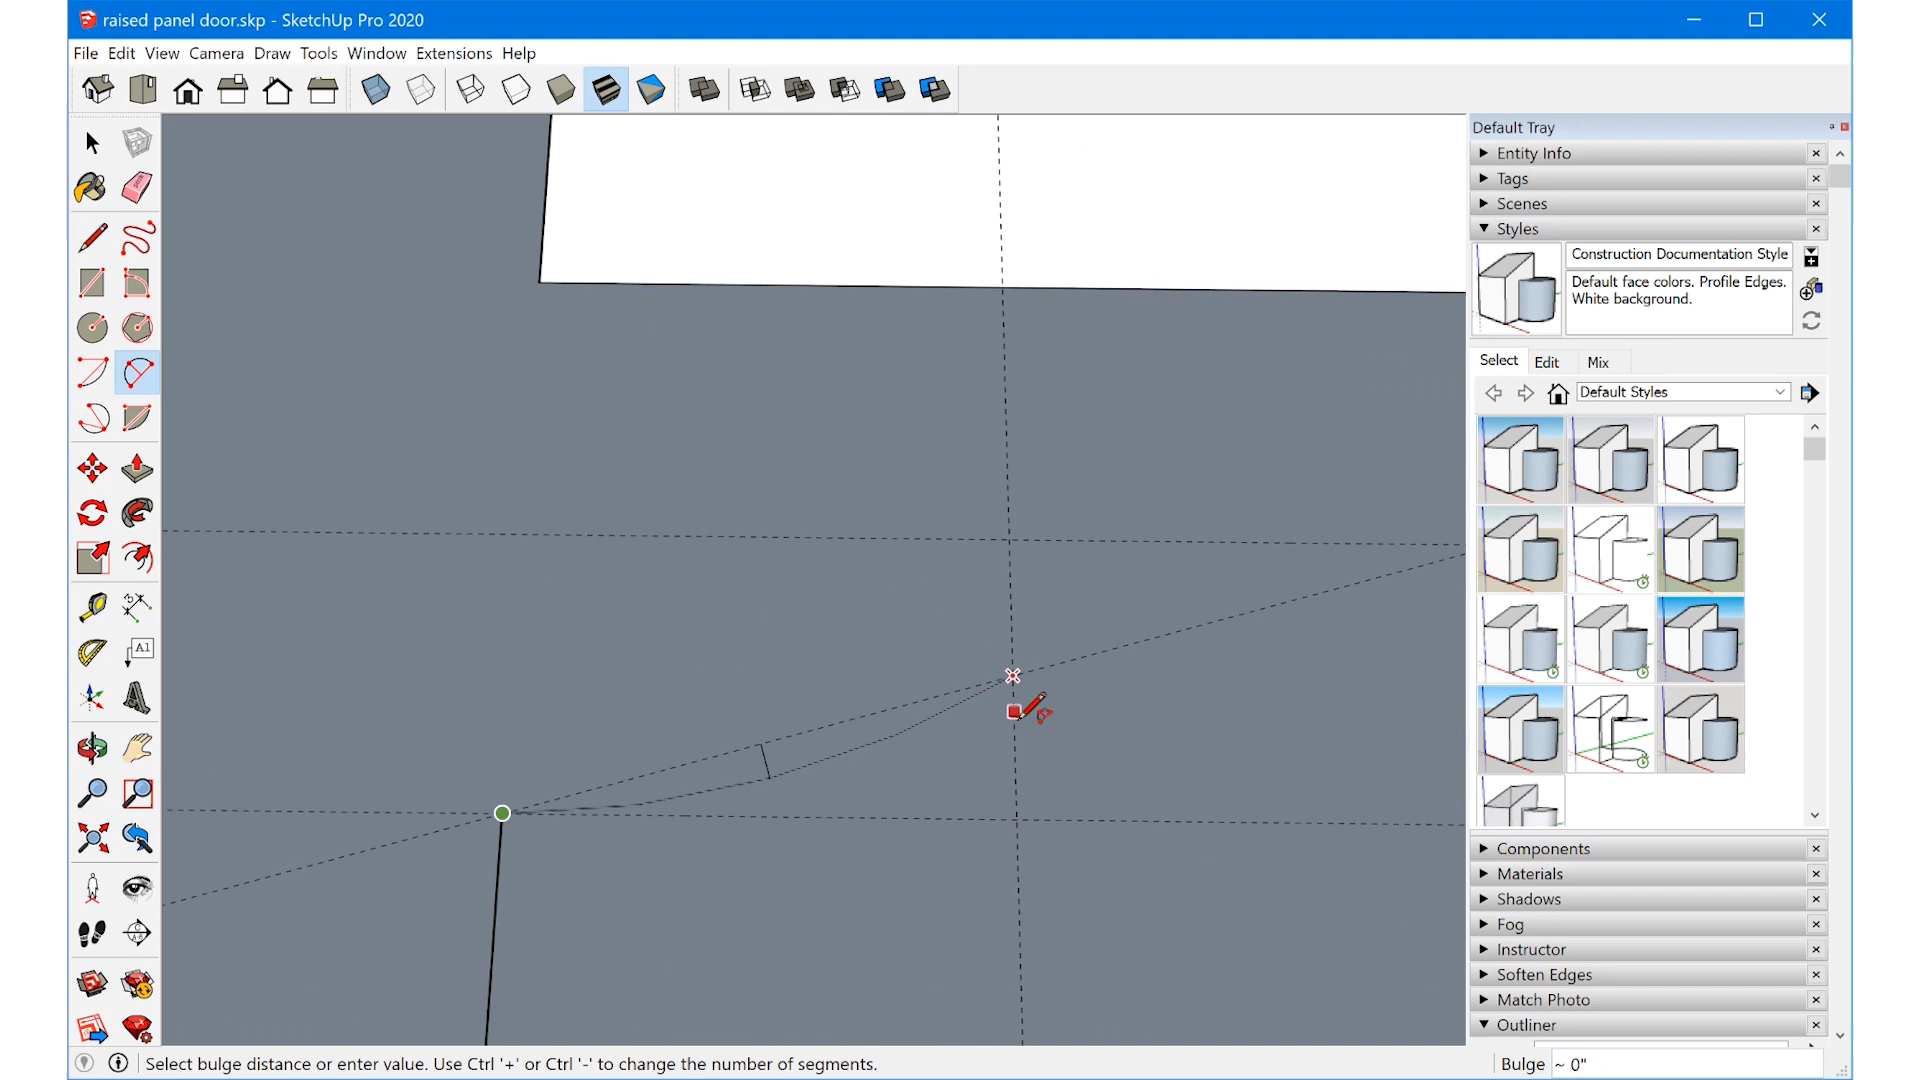 raised panel door.skp - SketchUp Pro 2020
File Edit View Camera Draw Tools Window Extensions Help
Default Tray
Entity Info
Tags
Scenes
Styles
Construction Documentation Style
Default face colors. Profile Edges.
White background.
Select Edit Mix
Default Styles
A1
Components
Materials
Shadows
Fog
Instructor
Soften Edges
Match Photo
Outliner
Select bulge distance or enter value. Use Ctrl '+' or Ctrl '-' to change the number of segments.
Bulge ~ 0"